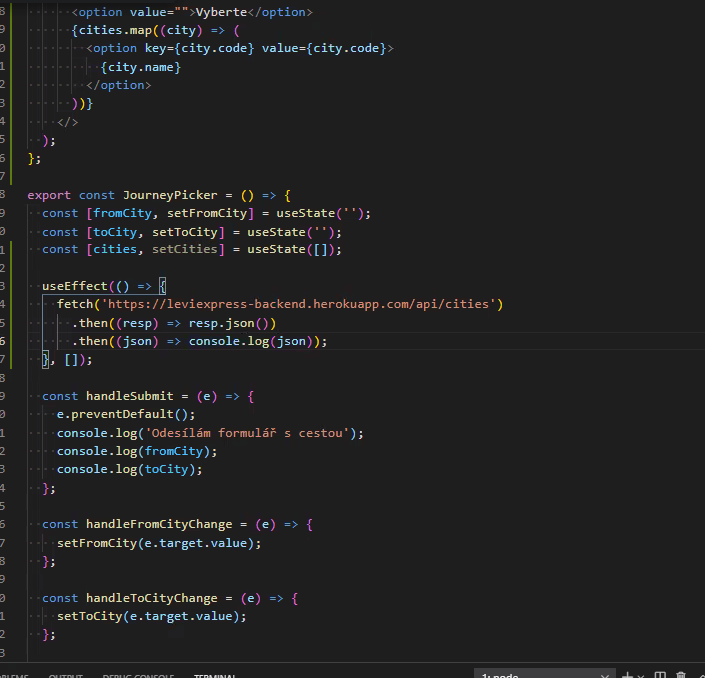 8 <option value="">Vyberte</option>
9 {cities.map((city) => (
0 <option key={city.code} value={city.code}>
1 {city.name}
2 </option>
3 ))}
4 </>
5 );
6 };
7
8 export const JourneyPicker = () => {
9 const [fromCity, setFromCity] = useState('');
0 const [toCity, setToCity] = useState('');
1 const [cities, setCities] = useState([]);
2
3 useEffect(() => {
4 fetch('https://leviexpress-backend.herokuapp.com/api/cities')
5 .then((resp) => resp.json())
6 .then((json) => console.log(json));
7 }, []);
8
9 const handleSubmit = (e) => {
0 e.preventDefault();
1 console.log('Odesílám formulář s cestou');
2 console.log(fromCity);
3 console.log(toCity);
4 };
5
6 const handleFromCityChange = (e) => {
7 setFromCity(e.target.value);
8 };
9
0 const handleToCityChange = (e) => {
1 setToCity(e.target.value);
2 };
3
OUTPUT DEBUG CONSOLE TERMINAL 1: node